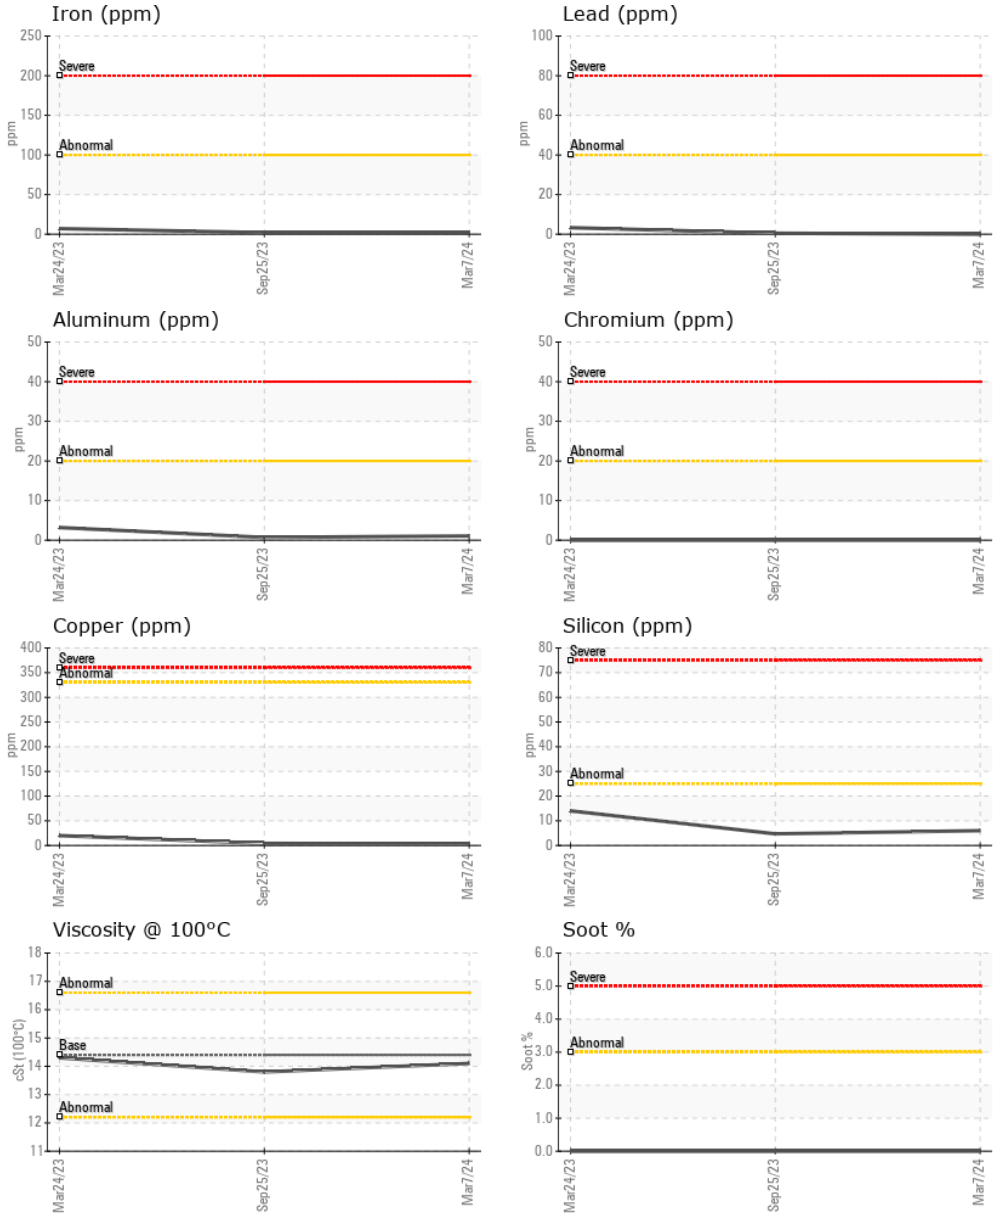 Iron (ppm)
250
200
150
100
50
0
ppm
Severe
Abnormal
Mar24/23
Sep25/23
Mar7/24
Lead (ppm)
100
80
60
40
20
0
ppm
Severe
Abnormal
Mar24/23
Sep25/23
Mar7/24
Aluminum (ppm)
50
40
30
20
10
0
ppm
Severe
Abnormal
Mar24/23
Sep25/23
Mar7/24
Chromium (ppm)
50
40
30
20
10
0
ppm
Severe
Abnormal
Mar24/23
Sep25/23
Mar7/24
Copper (ppm)
400
350
300
250
200
150
100
50
0
ppm
Severe
Abnormal
Mar24/23
Sep25/23
Mar7/24
Silicon (ppm)
80
70
60
50
40
30
20
10
0
ppm
Severe
Abnormal
Mar24/23
Sep25/23
Mar7/24
Viscosity @ 100°C
18
17
16
15
14
13
12
11
cSt (100°C)
Abnormal
Base
Abnormal
Mar24/23
Sep25/23
Mar7/24
Soot %
6.0
5.0
4.0
3.0
2.0
1.0
0.0
Soot %
Severe
Abnormal
Mar24/23
Sep25/23
Mar7/24